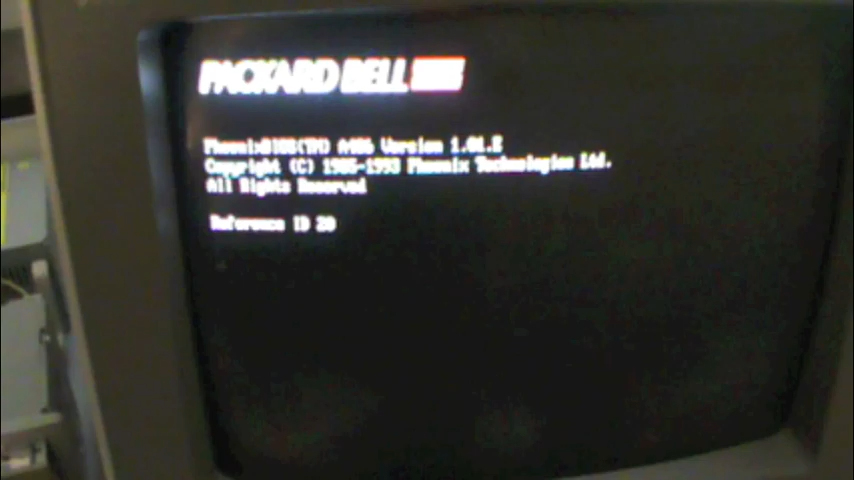 PACKARD BELL
PhoenixBIOS(TM) A486 Version 1.01.E
Copyright (C) 1985-1993 Phoenix Technologies Ltd.
All Rights Reserved
Reference ID 20